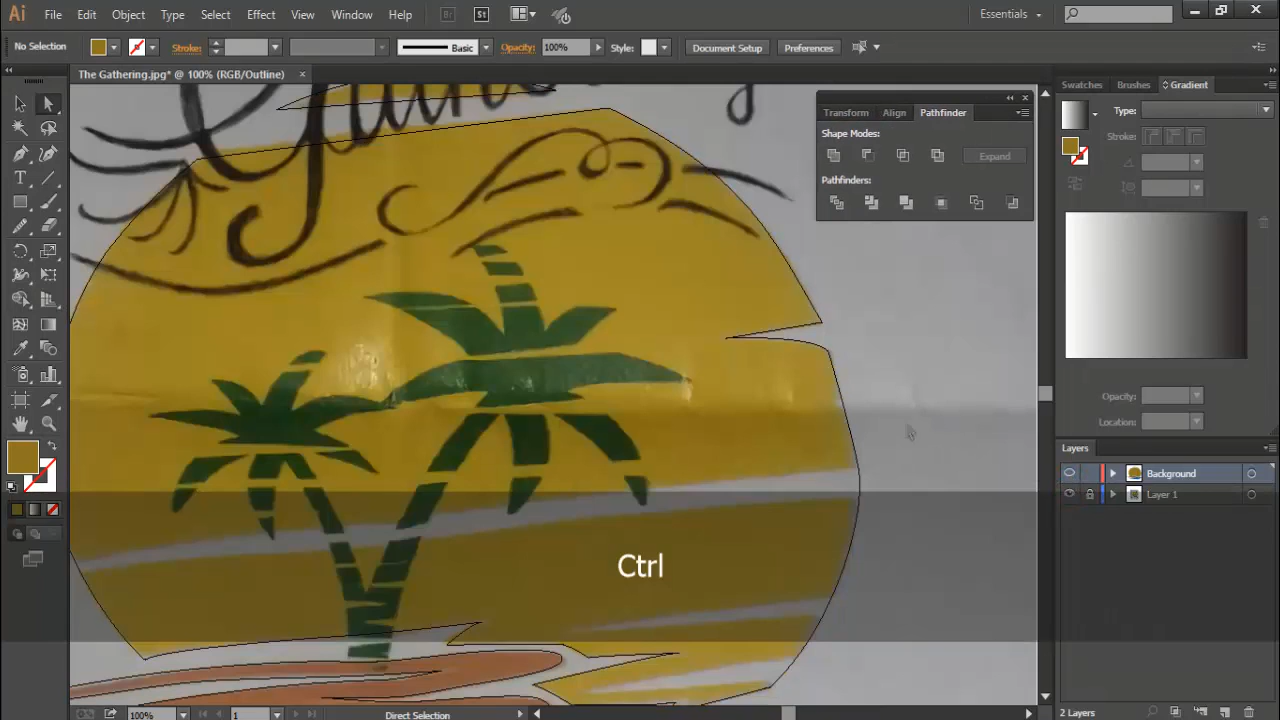 Ai File Edit Object Type Select Effect View Window Help Br St Essentials
No Selection Stroke: Basic Opacity: 100% Style: Document Setup Preferences
The Gathering.jpg* @ 100% (RGB/Outline)
Swatches Brushes Gradient
Type:
Stroke:
Transform Align Pathfinder
Shape Modes:
Expand
Pathfinders:
Opacity:
Location:
Layers
Background
Layer 1
Ctrl
100% 1 Direct Selection
2 Layers